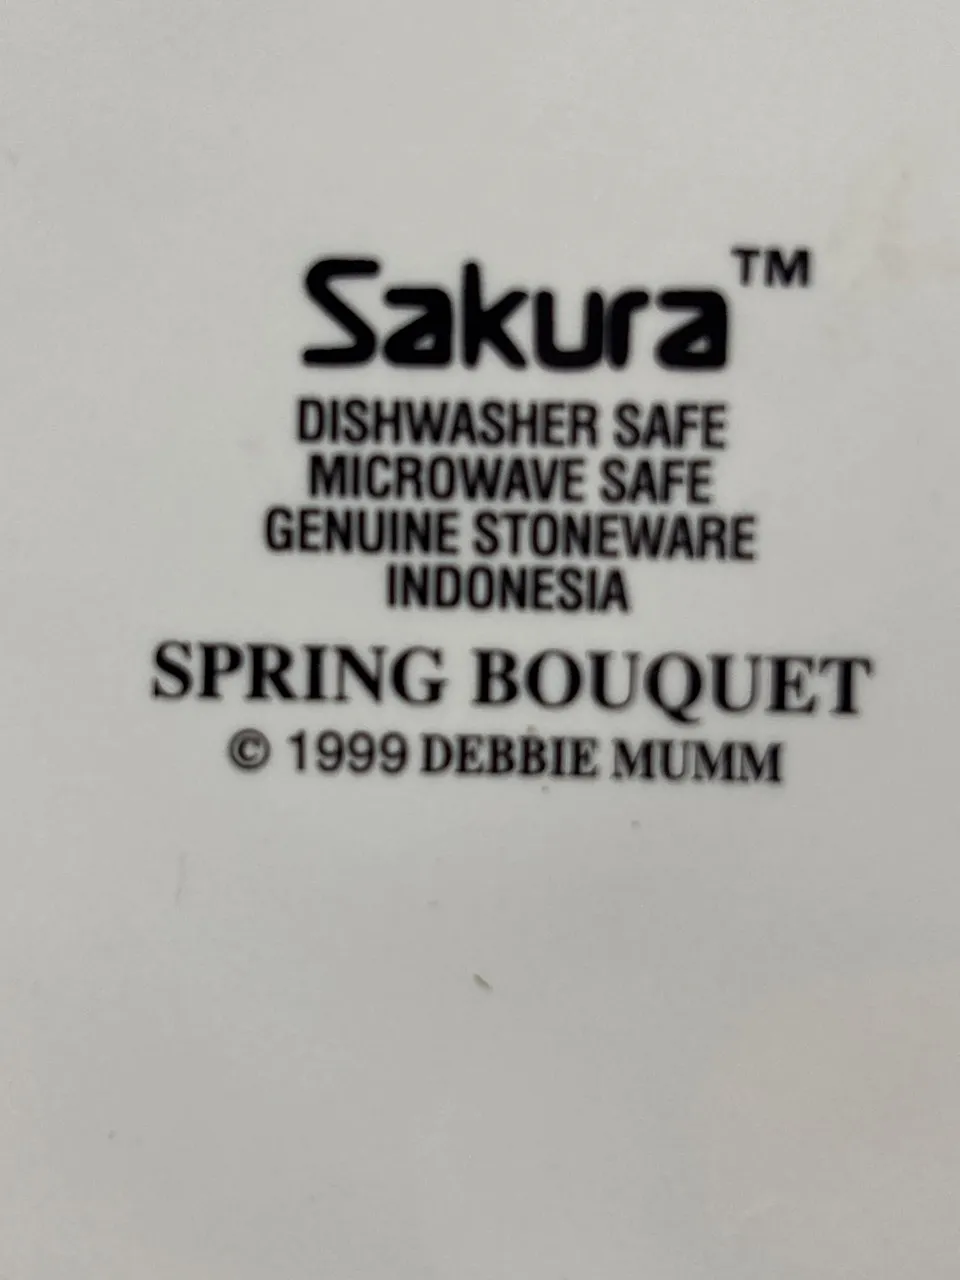 Sakura™
DISHWASHER SAFE
MICROWAVE SAFE
GENUINE STONEWARE
INDONESIA
SPRING BOUQUET
© 1999 DEBBIE MUMM